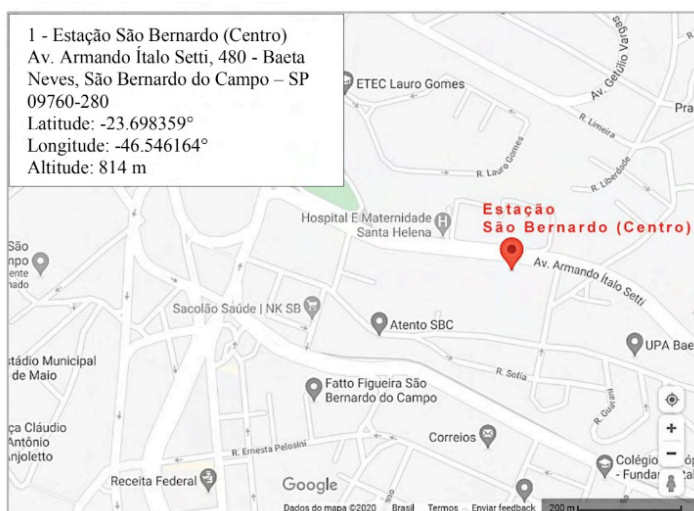 1 - Estação São Bernardo (Centro)
Av. Armando Ítalo Setti, 480 - Baeta
Neves, São Bernardo do Campo – SP
09760-280
Latitude: -23.698359°
Longitude: -46.546164°
Altitude: 814 m
ETEC Lauro Gomes
Av. Getúlio Vargas
Pra
R. Limeira
R. Lauro Gomes
R. Liberdade
Hospital E Maternidade
Santa Helena
Estação
São Bernardo (Centro)
Av. Armando Ítalo Setti
São
mpo
ente
nado
Sacolão Saúde | NK SB
Atento SBC
UPA Bae
stádio Municipal
de Maio
R. Sofia
Fatto Figueira São
Bernardo do Campo
ça Cláudio
Antônio
Anjoletto
R. Ernesta Pelosini
Correios
Receita Federal
Colégio
- Funda
Google
Dados do mapa ©2020 Brasil Termos Enviar feedback 200 m